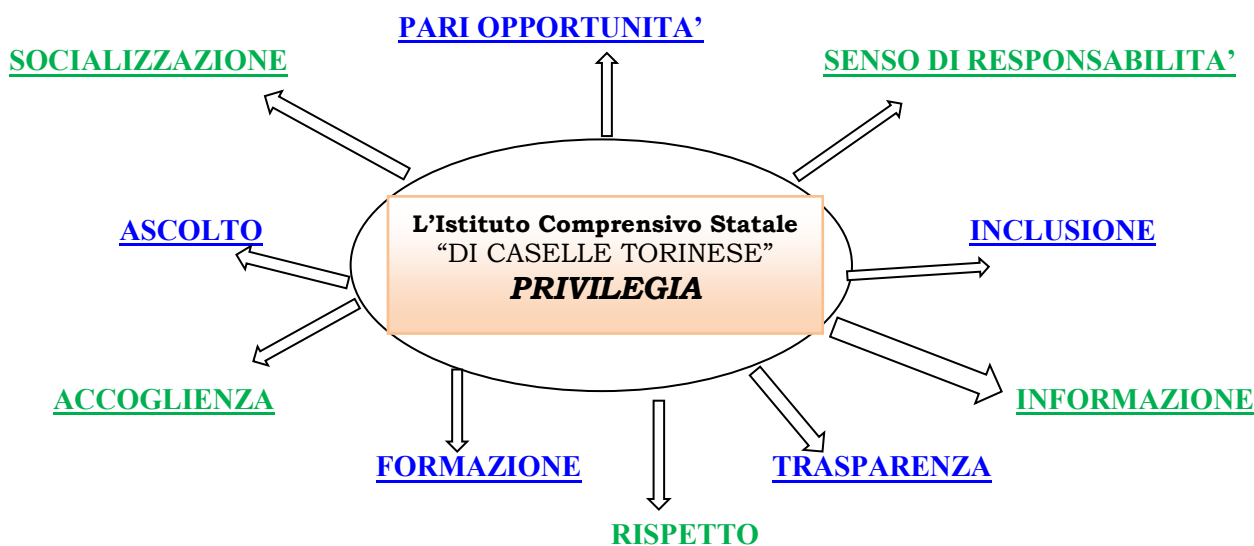 PARI OPPORTUNITA’
SOCIALIZZAZIONE
SENSO DI RESPONSABILITA’
L’Istituto Comprensivo Statale
“DI CASELLE TORINESE”
PRIVILEGIA
ASCOLTO
INCLUSIONE
ACCOGLIENZA
INFORMAZIONE
FORMAZIONE
TRASPARENZA
RISPETTO